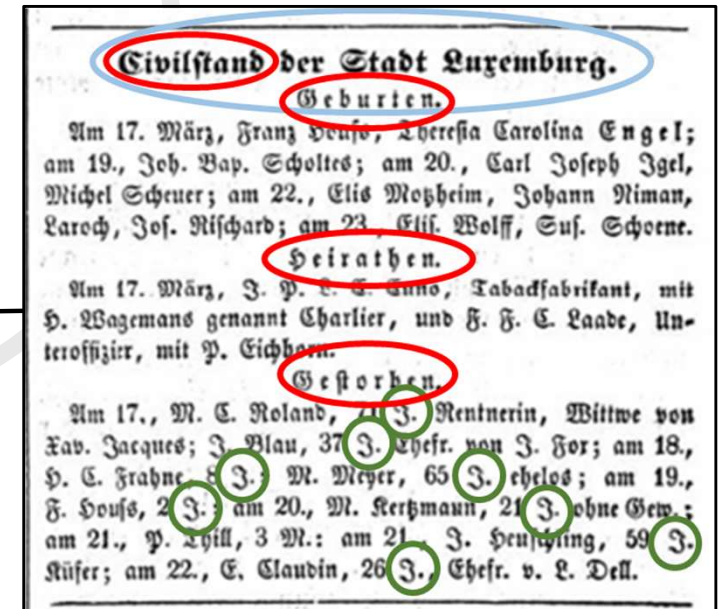 Civilstand der Stadt Luxemburg.
Geburten.
Am 17. März, Franz Houss, Theresia Carolina Engel;
am 19., Joh. Bap. Scholtes; am 20., Carl Joseph Igel,
Michel Scheuer; am 22., Elis Motzheim, Johann Niman,
Laroch, Jos. Rischard; am 23., Elis. Wolff, Sus. Schoene.
Heirathen.
Am 17. März, J. P. L. C. Cuno, Tabackfabrikant, mit
H. Wagemans genannt Charlier, und F. F. C. Laade, Un-
teroffizier, mit P. Eichhorn.
Gestorben.
Am 17., M. C. Roland, J. Rentnerin, Wittwe von
Xav. Jacques; J. Blau, 37 J. Ehefr. von J. For; am 18.,
H. C. Frahne, 8 J.; M. Meyer, 65 J. ehelos; am 19.,
F. Houss, 2 J.; am 20., M. Kertzmann, 21 J. ohne Gew.;
am 21., P. Thill, 3 M.: am 21., J. Heuschling, 59 J.
Küfer; am 22., E. Claudin, 26 J., Ehefr. v. L. Dell.